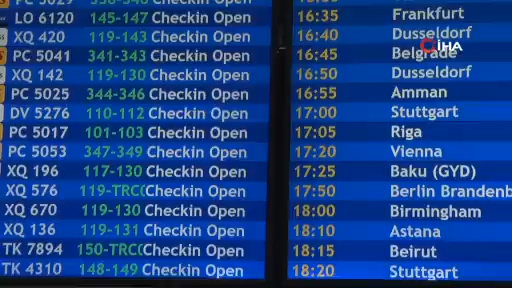 Checkin Open
LO 6120 145-147 Checkin Open 16:35 Frankfurt
XQ 420 119-143 Checkin Open 16:40 Dusseldorf
PC 5041 341-343 Checkin Open 16:45 Belgrade
İHA
XQ 142 119-130 Checkin Open 16:50 Dusseldorf
PC 5025 344-346 Checkin Open 16:55 Amman
DV 5276 110-112 Checkin Open 17:00 Stuttgart
PC 5017 101-103 Checkin Open 17:05 Riga
PC 5053 347-349 Checkin Open 17:20 Vienna
XQ 196 117-130 Checkin Open 17:25 Baku (GYD)
XQ 576 119-TRC Checkin Open 17:50 Berlin Brandenb
XQ 670 119-130 Checkin Open 18:00 Birmingham
XQ 136 119-131 Checkin Open 18:10 Astana
TK 7894 150-TRC Checkin Open 18:15 Beirut
TK 4310 148-149 Checkin Open 18:20 Stuttgart